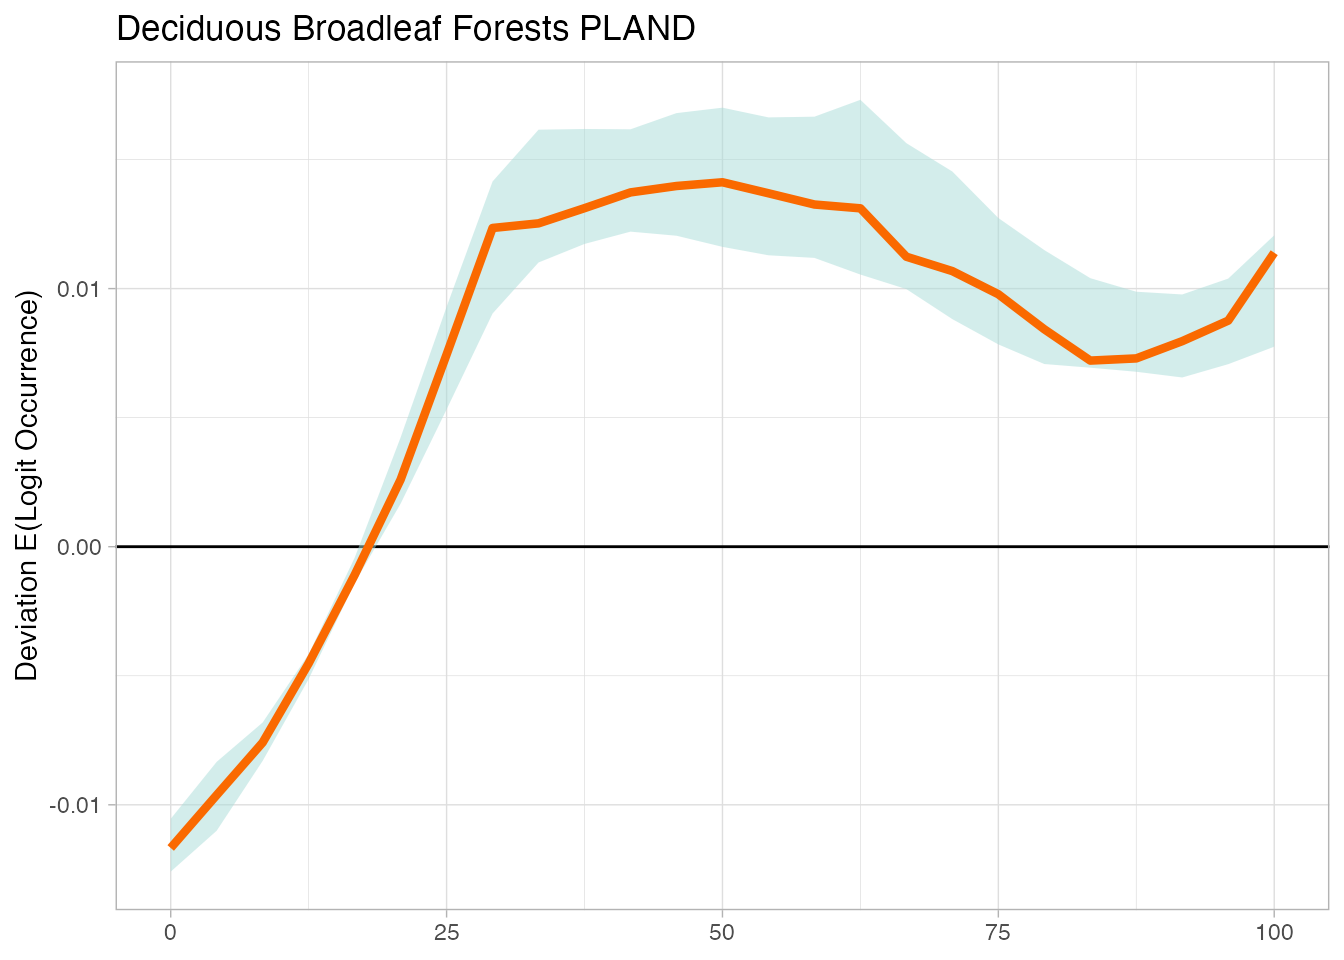 Deciduous Broadleaf Forests PLAND
Deviation E(Logit Occurrence)
0.01
0.00
-0.01
0 25 50 75 100